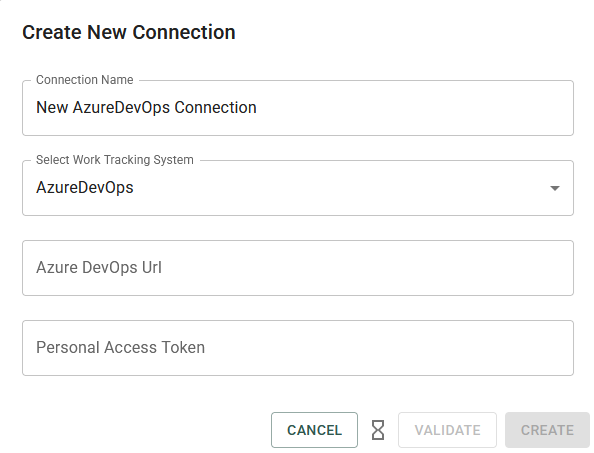 Create New Connection
Connection Name
New AzureDevOps Connection
Select Work Tracking System
AzureDevOps
Azure DevOps Url
Personal Access Token
CANCEL VALIDATE CREATE